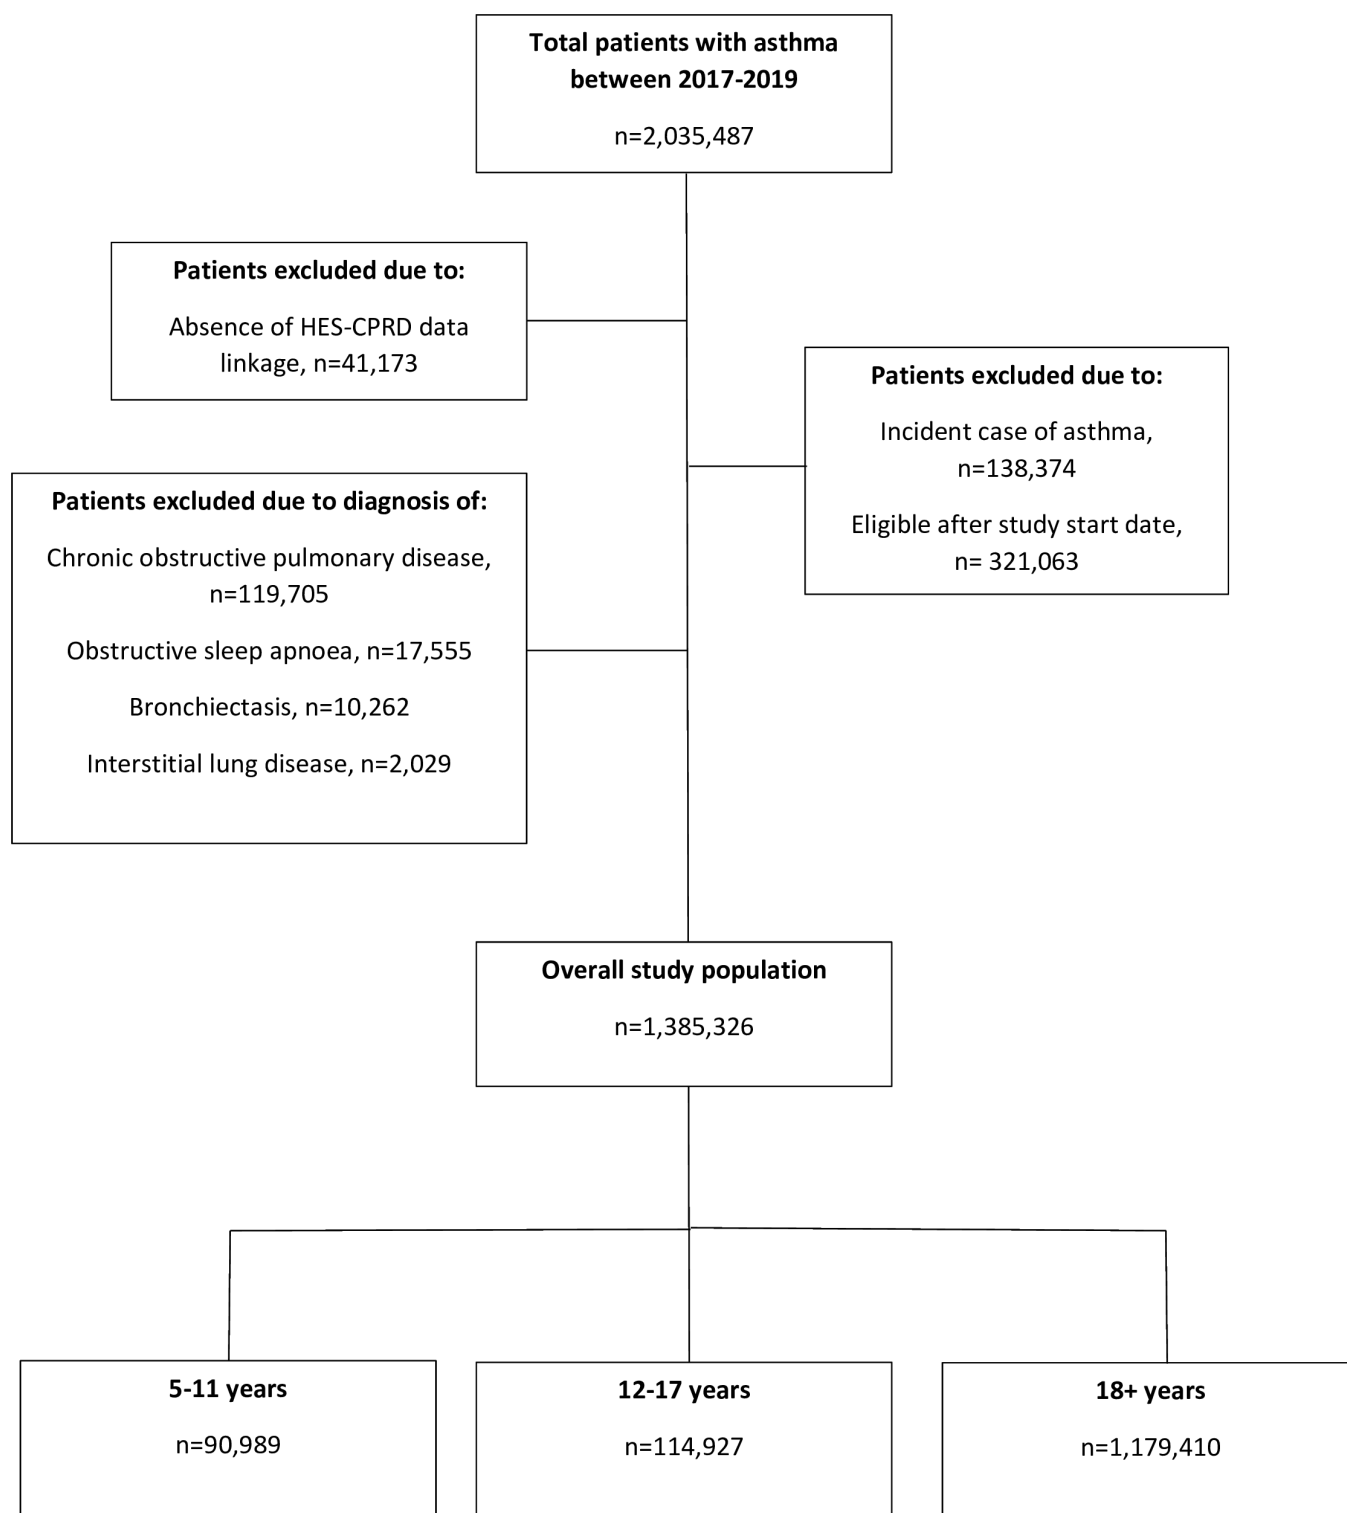 Total patients with asthma
between 2017-2019
n=2,035,487
Patients excluded due to:
Absence of HES-CPRD data
linkage, n=41,173
Patients excluded due to:
Incident case of asthma,
n=138,374
Eligible after study start date,
n= 321,063
Patients excluded due to diagnosis of:
Chronic obstructive pulmonary disease,
n=119,705
Obstructive sleep apnoea, n=17,555
Bronchiectasis, n=10,262
Interstitial lung disease, n=2,029
Overall study population
n=1,385,326
5-11 years
n=90,989
12-17 years
n=114,927
18+ years
n=1,179,410